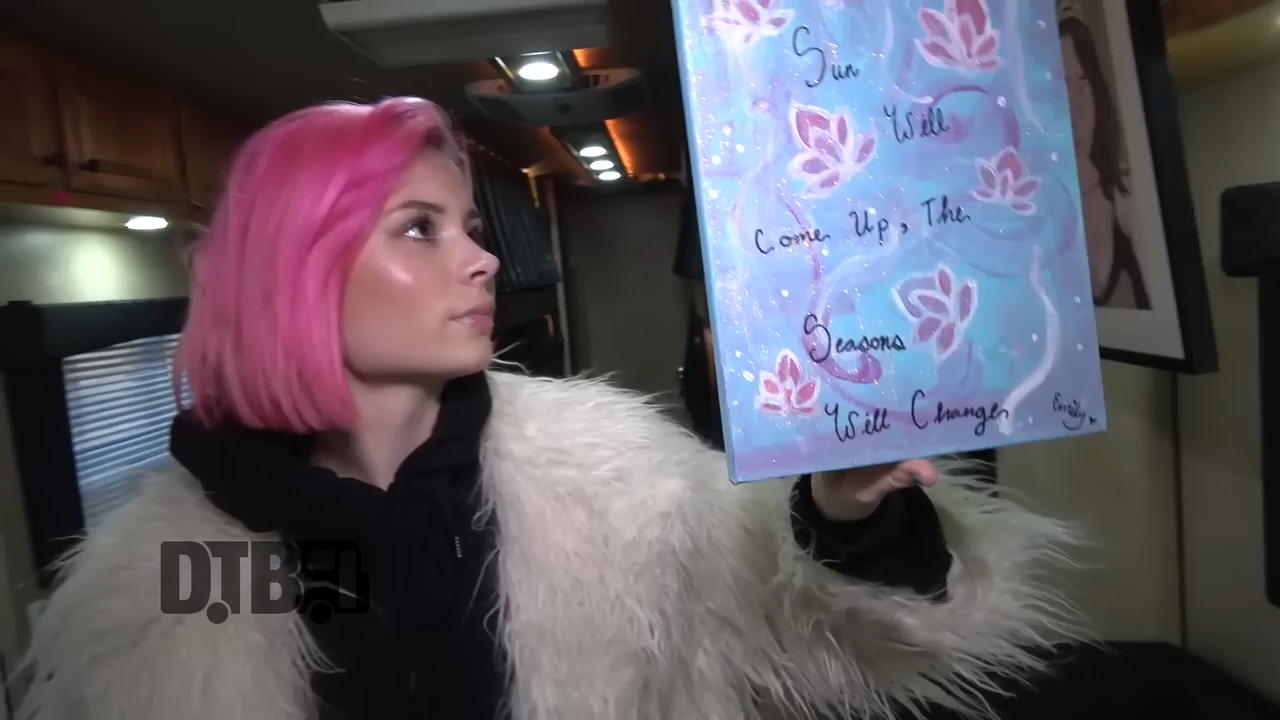 Sun
Will
Come Up, The
Seasons
Will Change
Emily
DTB